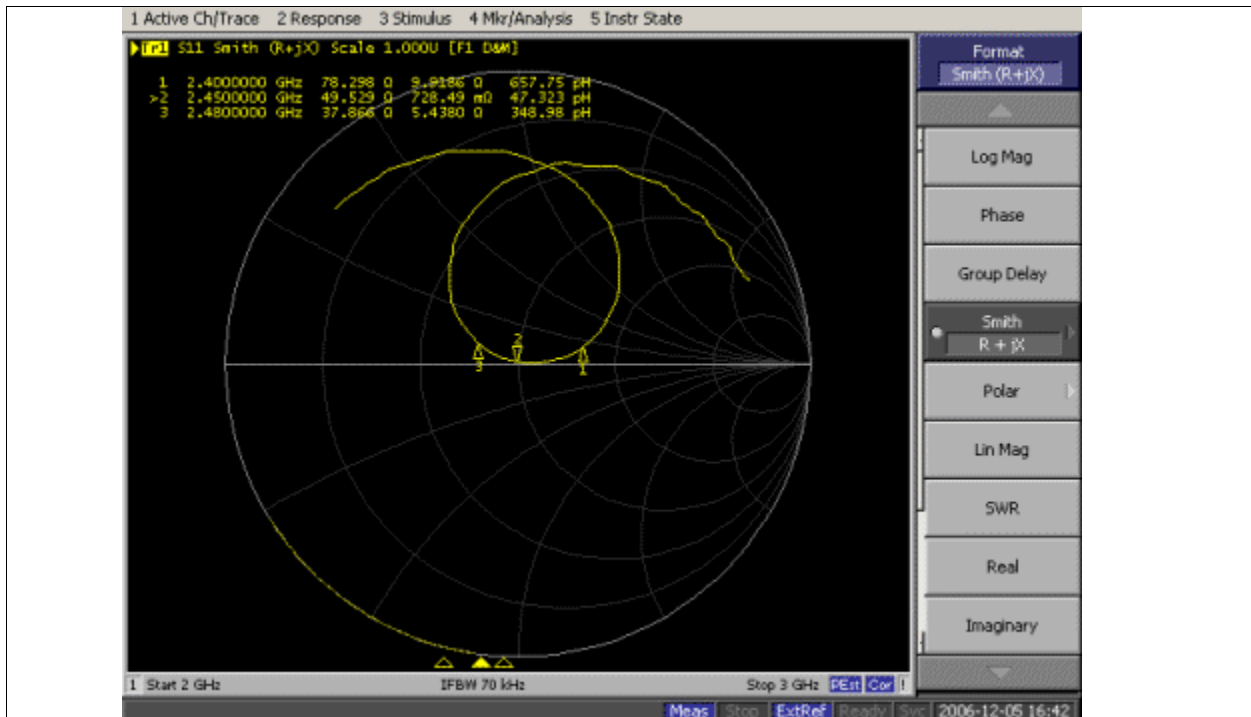 1 Active Ch/Trace 2 Response 3 Stimulus 4 Mkr/Analysis 5 Instr State
Tr1 S11 Smith (R+jX) Scale 1.000U [F1 D&M]
1 2.4000000 GHz 78.298 Ω 9.9186 Ω 657.75 pH
>2 2.4500000 GHz 49.529 Ω 728.49 mΩ 47.323 pH
3 2.4800000 GHz 37.866 Ω 5.4380 Ω 348.98 pH
2
3
1
1 Start 2 GHz IFBW 70 kHz Stop 3 GHz PExt Cor !
Meas Stop ExtRef Ready Svc 2006-12-05 16:42
Format
Smith (R+jX)
Log Mag
Phase
Group Delay
Smith
R + jX
Polar
Lin Mag
SWR
Real
Imaginary